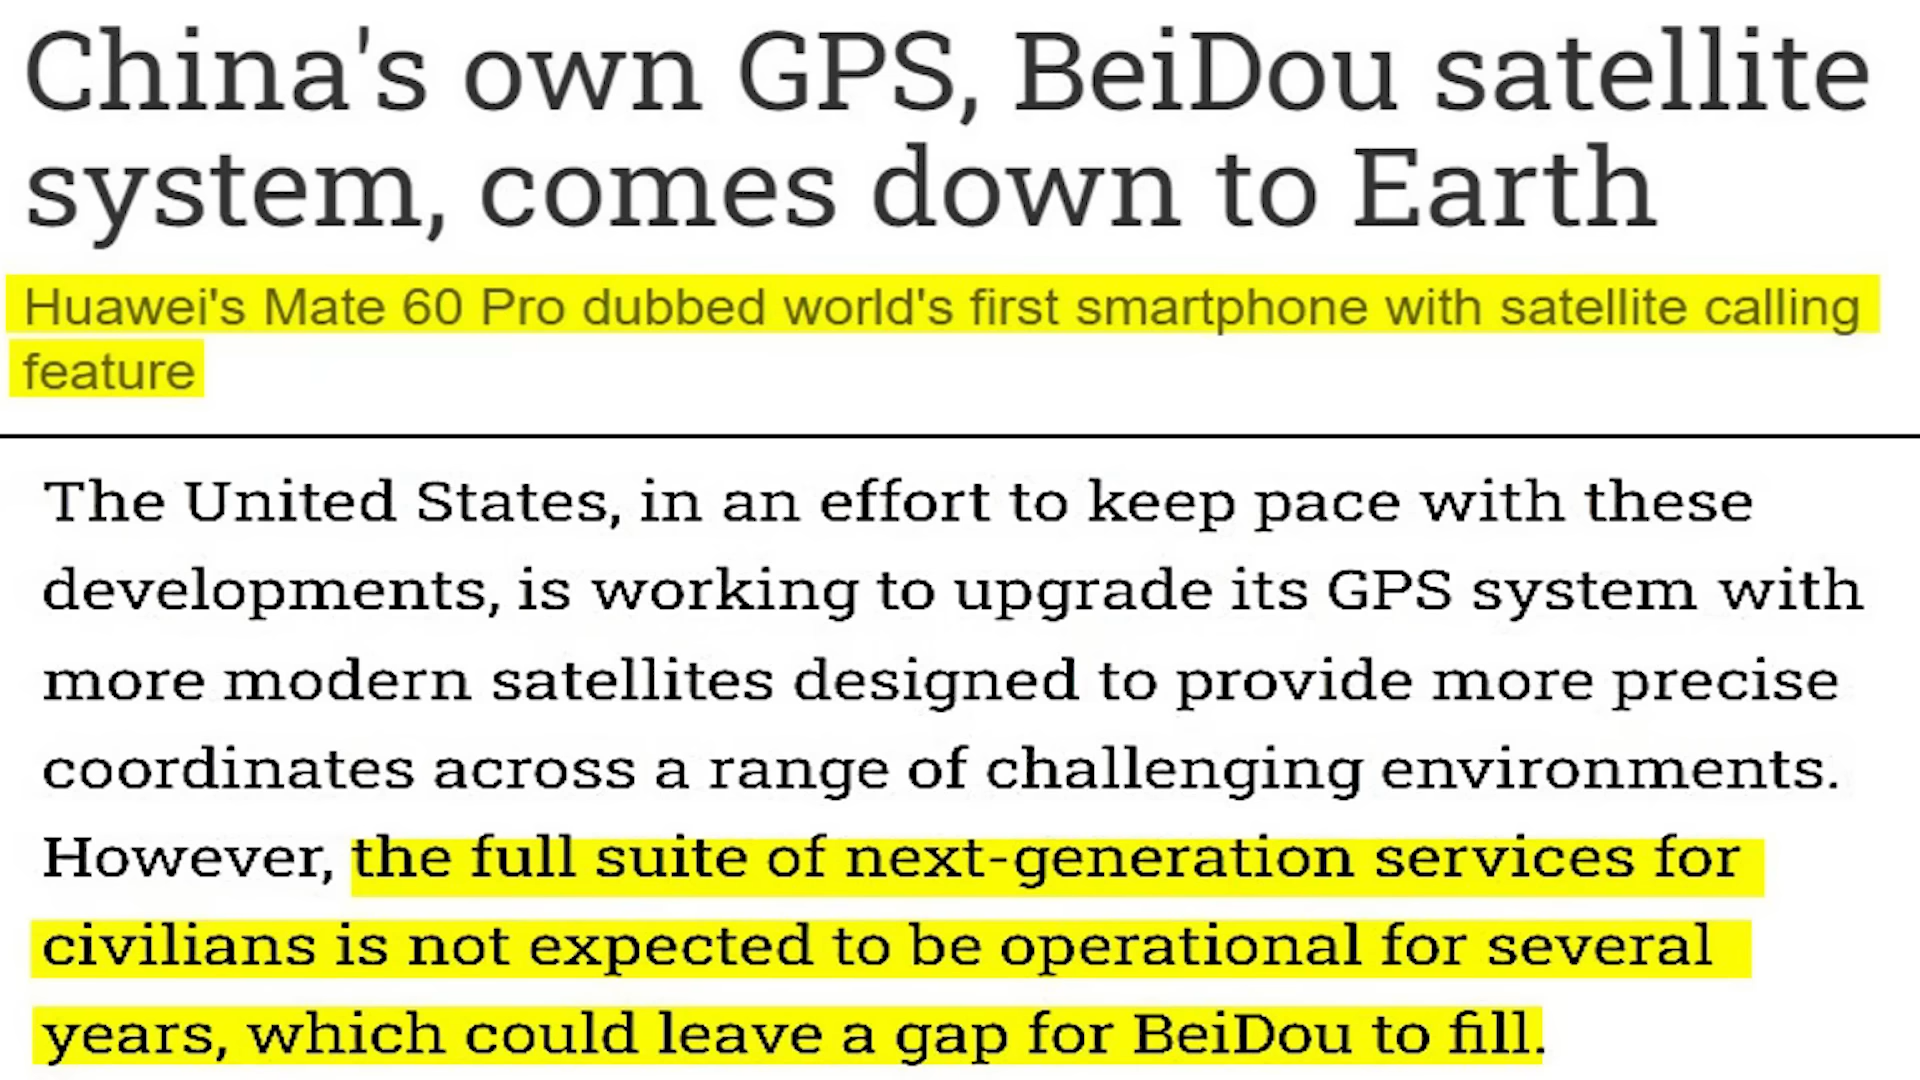 China's own GPS, BeiDou satellite
system, comes down to Earth
Huawei's Mate 60 Pro dubbed world's first smartphone with satellite calling
feature
The United States, in an effort to keep pace with these
developments, is working to upgrade its GPS system with
more modern satellites designed to provide more precise
coordinates across a range of challenging environments.
However, the full suite of next-generation services for
civilians is not expected to be operational for several
years, which could leave a gap for BeiDou to fill.